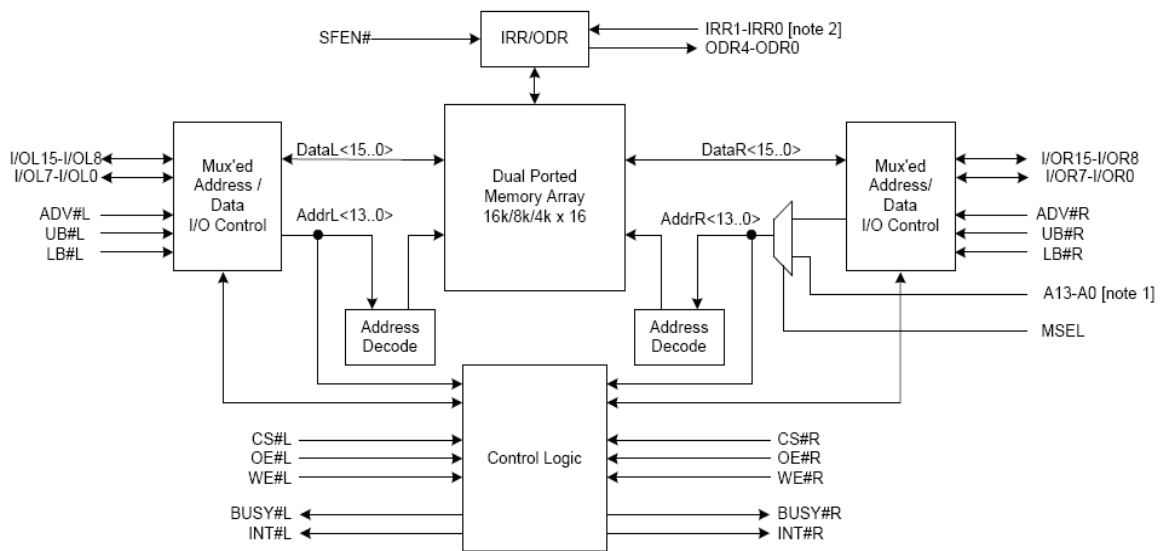 IRR1-IRR0 [note 2]
SFEN#
IRR/ODR
ODR4-ODR0
I/OL15-I/OL8
I/OL7-I/OL0
ADV#L
UB#L
LB#L
Mux'ed
Address /
Data
I/O Control
DataL<15..0>
AddrL<13..0>
Dual Ported
Memory Array
16k/8k/4k x 16
DataR<15..0>
AddrR<13..0>
Mux'ed
Address/
Data
I/O Control
I/OR15-I/OR8
I/OR7-I/OR0
ADV#R
UB#R
LB#R
A13-A0 [note 1]
MSEL
Address
Decode
Address
Decode
Control Logic
CS#L
OE#L
WE#L
BUSY#L
INT#L
CS#R
OE#R
WE#R
BUSY#R
INT#R